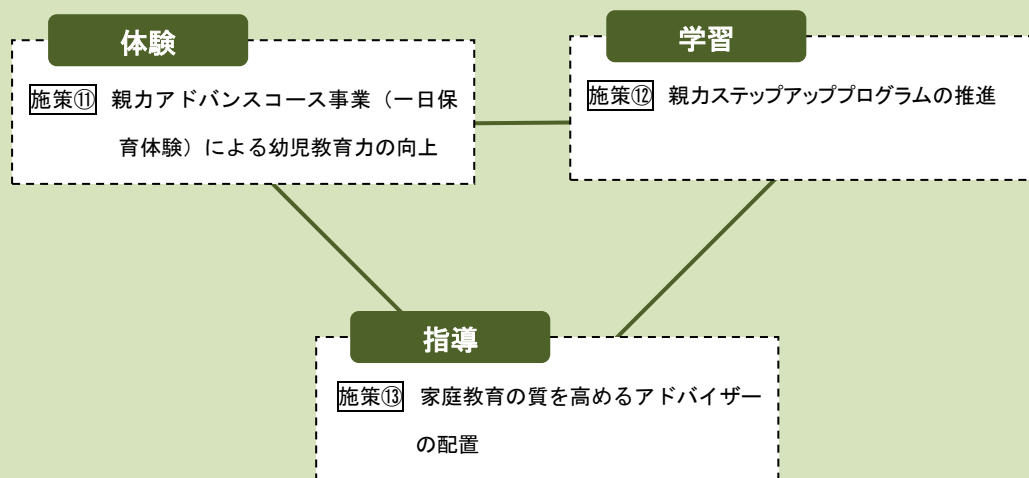 体験
施策⑪ 親力アドバンスコース事業（一日保
育体験）による幼児教育力の向上
学習
施策⑫ 親力ステップアッププログラムの推進
指導
施策⑬ 家庭教育の質を高めるアドバイザー
の配置